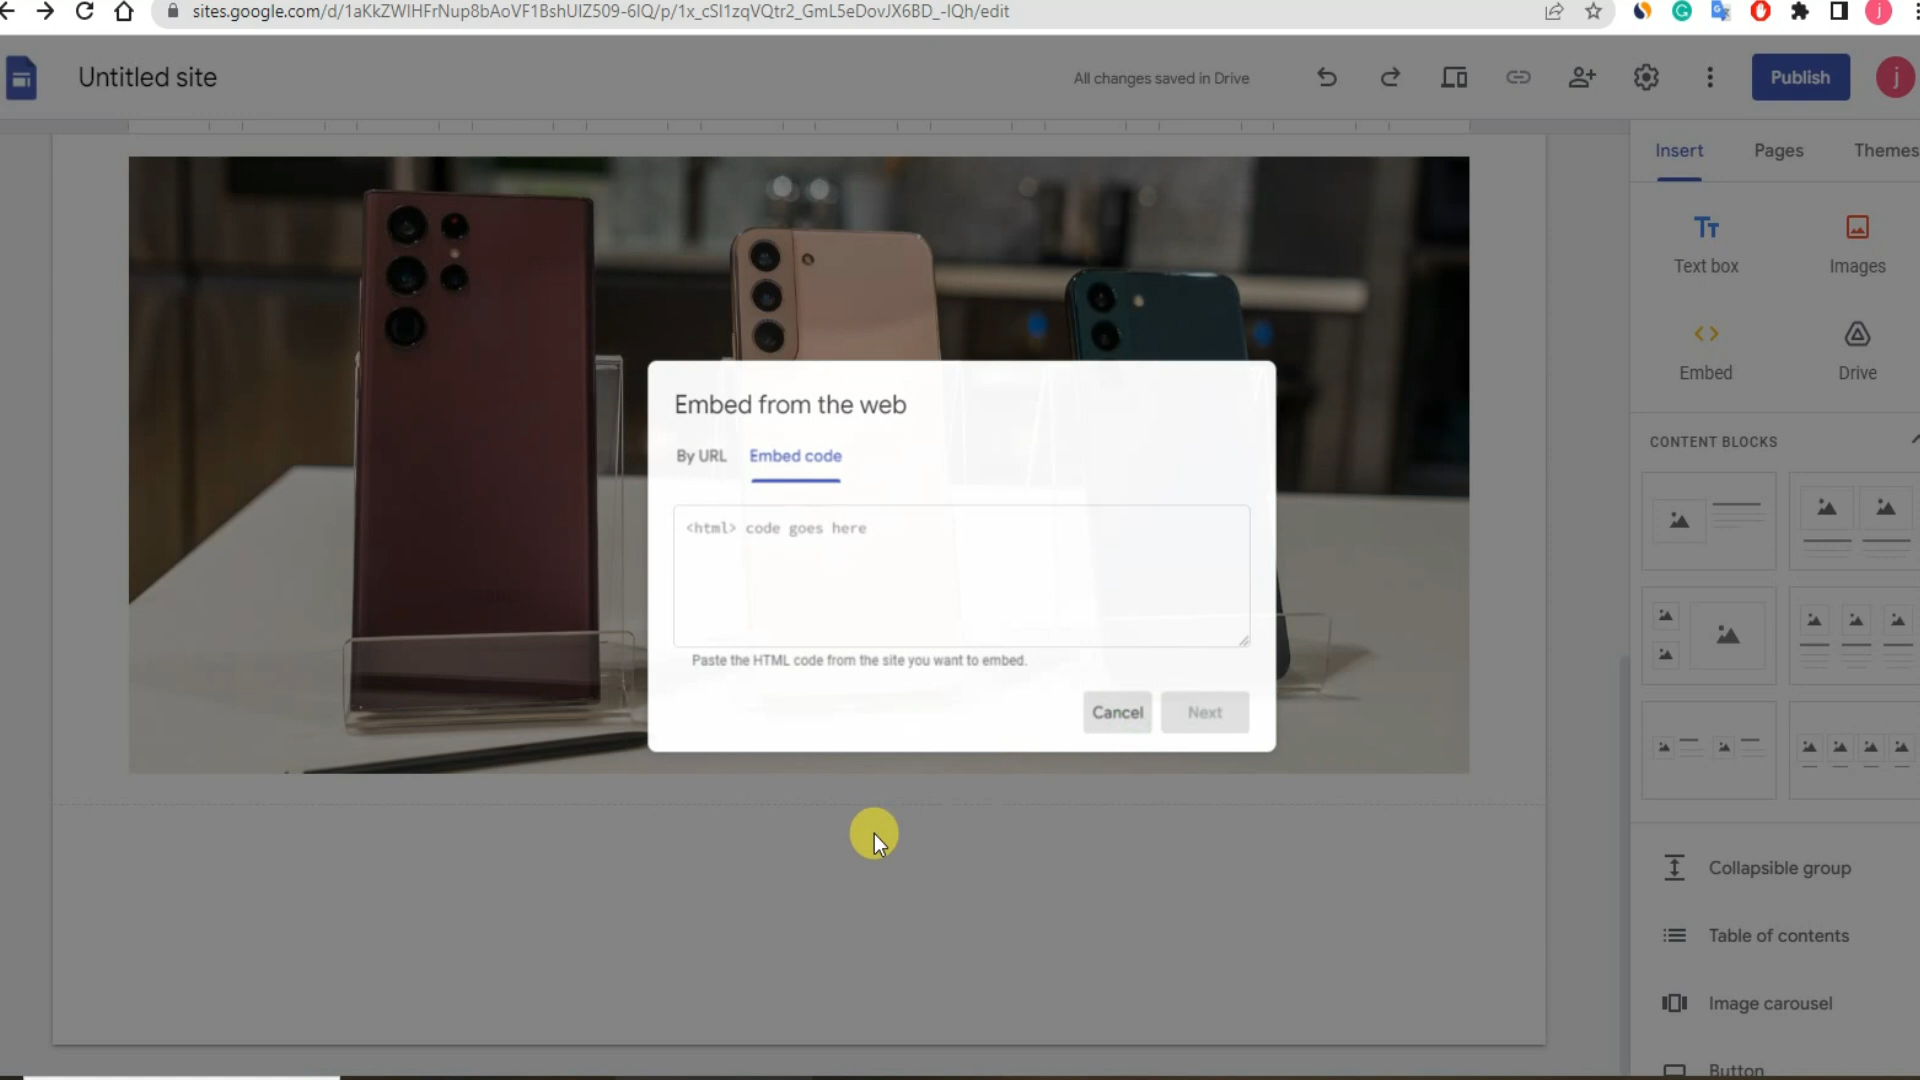 sites.google.com/d/1aKkZWIHFrNup8bAoVF1BshUIZ509-6IQ/p/1x_cSI1zqVQtr2_GmL5eDovJX6BD_-IQh/edit
j
Untitled site
All changes saved in Drive
Publish
j
Insert
Pages
Themes
Tт
Text box
Images
Embed
Drive
CONTENT BLOCKS
Embed from the web
By URL
Embed code
<html> code goes here
Paste the HTML code from the site you want to embed.
Cancel
Next
Collapsible group
Table of contents
Image carousel
Button